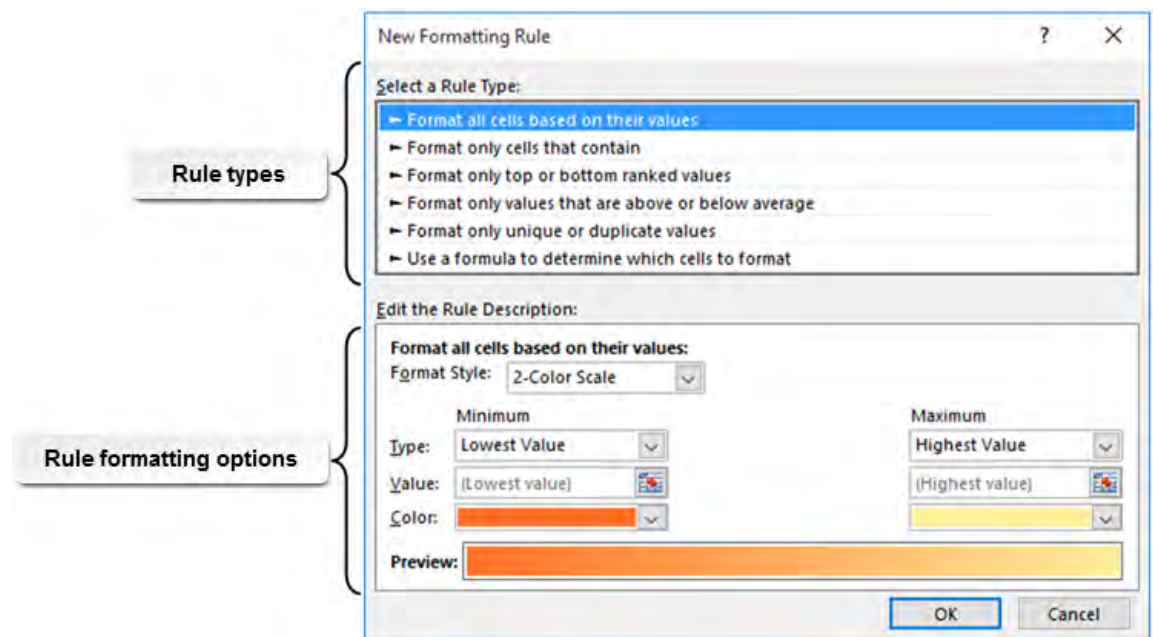 New Formatting Rule ? X
Select a Rule Type:
► Format all cells based on their values
► Format only cells that contain
► Format only top or bottom ranked values
Rule types
► Format only values that are above or below average
► Format only unique or duplicate values
► Use a formula to determine which cells to format
Edit the Rule Description:
Format all cells based on their values:
Format Style: 2-Color Scale
Minimum Maximum
Type: Lowest Value Highest Value
Rule formatting options
Value: (Lowest value) (Highest value)
Color:
Preview:
OK Cancel